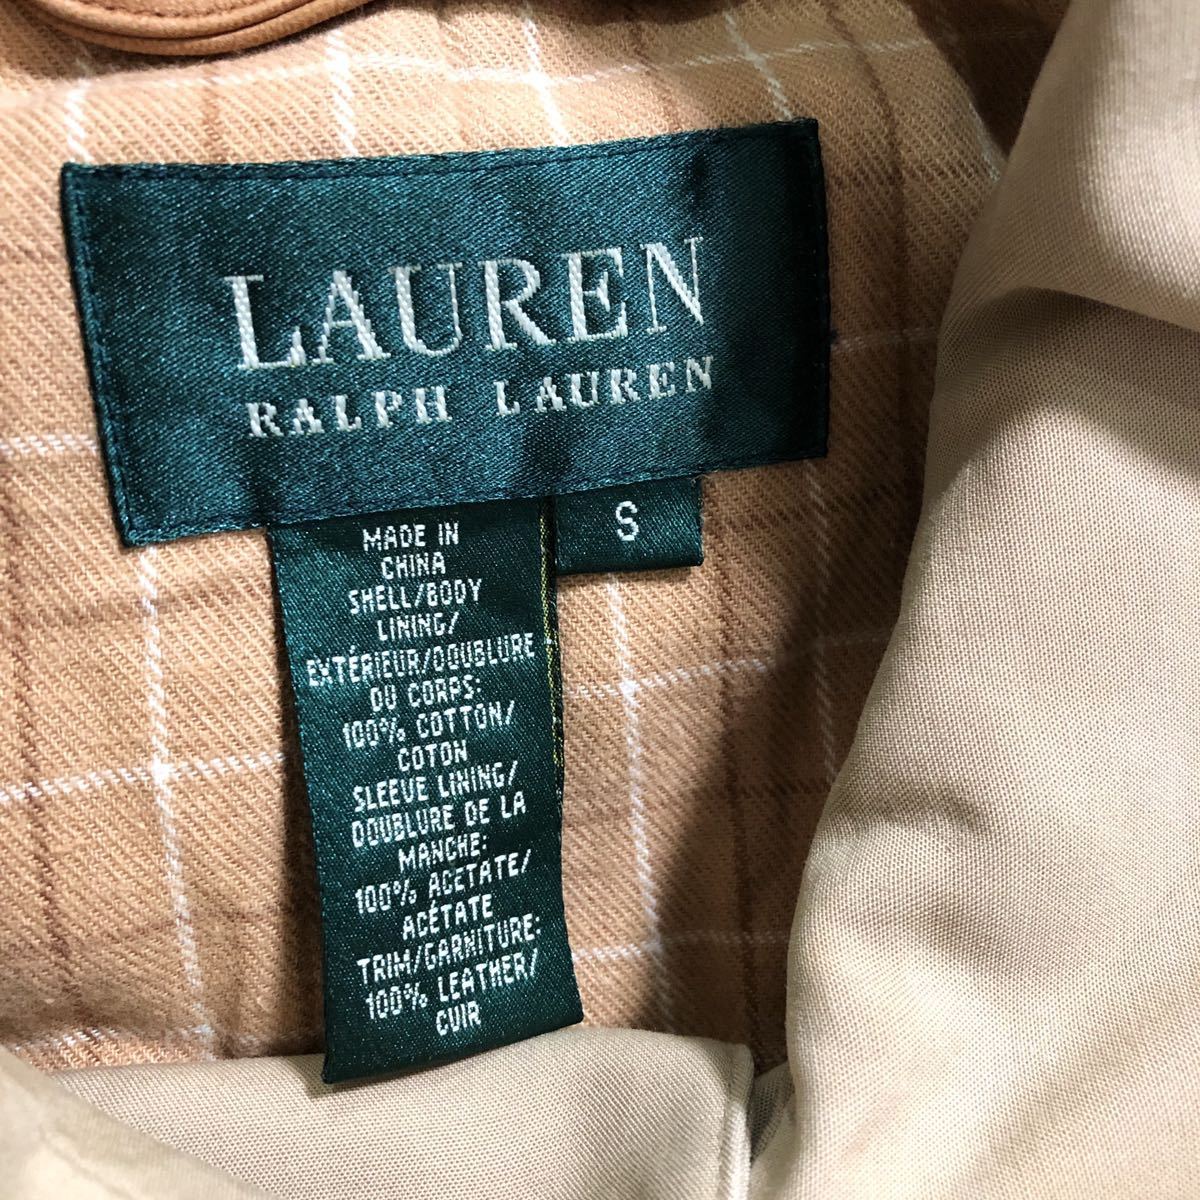 LAUREN
RALPH LAUREN
S
MADE IN
CHINA
SHELL/BODY
LINING/
EXTÉRIEUR/DOUBLURE
DU CORPS:
100% COTTON/
COTON
SLEEVE LINING/
DOUBLURE DE LA
MANCHE:
100% ACETATE/
ACÉTATE
TRIM/GARNITURE:
100% LEATHER/
CUIR